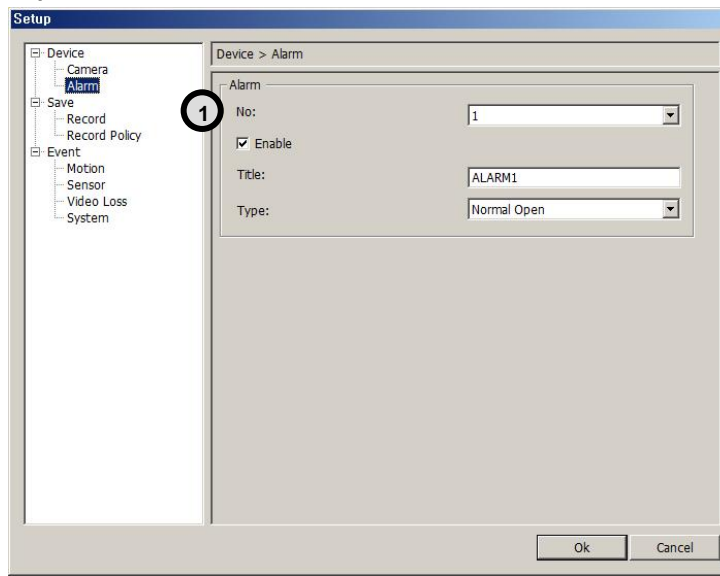 Setup
Device
Camera
Alarm
Save
Record
Record Policy
Event
Motion
Sensor
Video Loss
System
Device > Alarm
Alarm
1
No:
1
Enable
Title:
ALARM1
Type:
Normal Open
Ok
Cancel